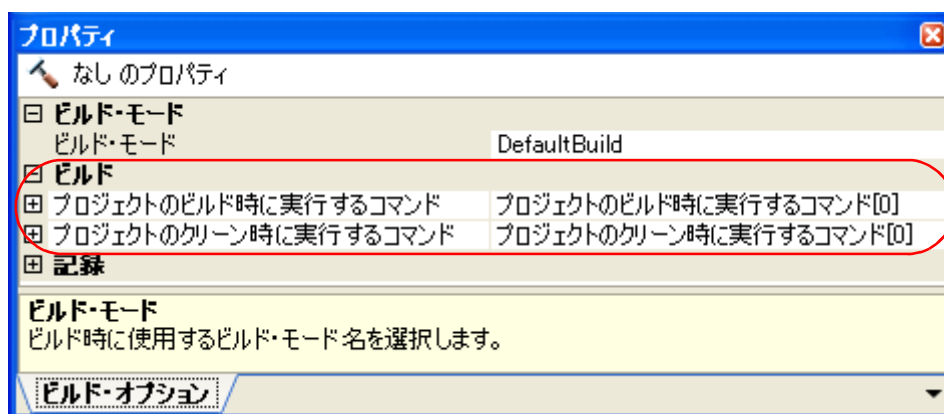 プロパティ
なし のプロパティ
ビルド・モード
ビルド・モード DefaultBuild
ビルド
プロジェクトのビルド時に実行するコマンド プロジェクトのビルド時に実行するコマンド[0]
プロジェクトのクリーン時に実行するコマンド プロジェクトのクリーン時に実行するコマンド[0]
記録
ビルド・モード
ビルド時に使用するビルド・モード名を選択します。
ビルド・オプション